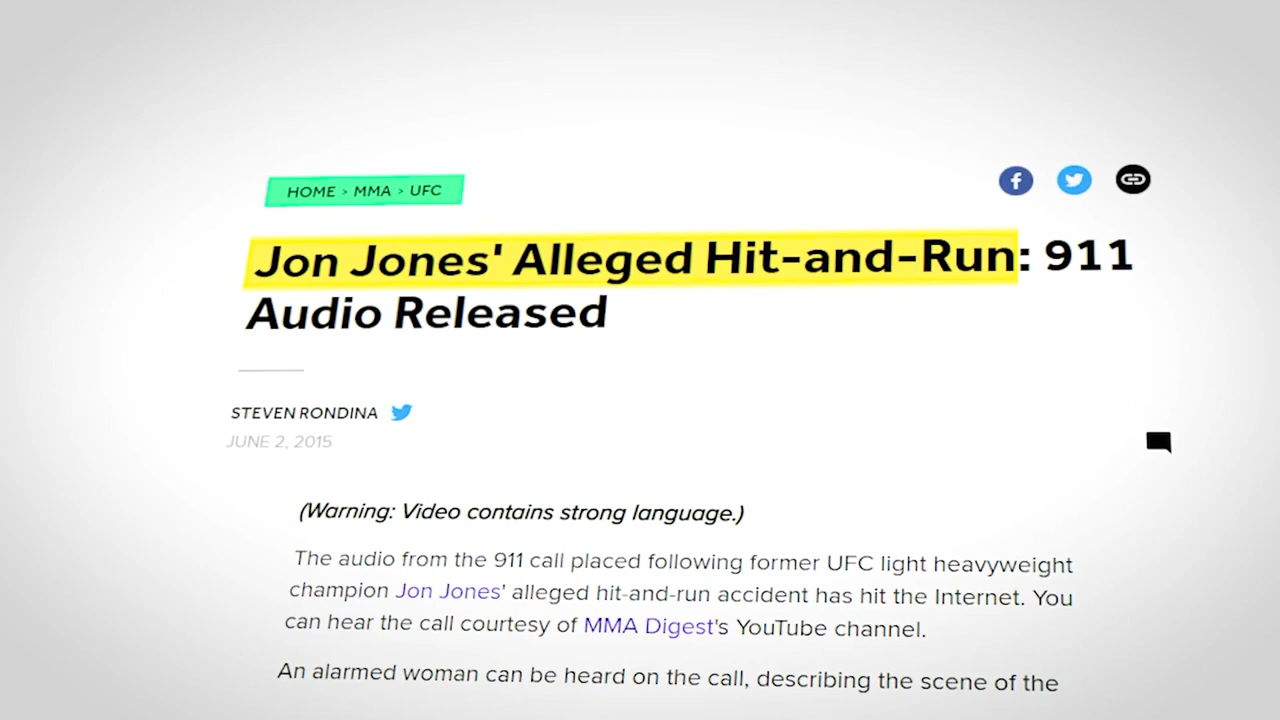 HOME > MMA > UFC
Jon Jones' Alleged Hit-and-Run: 911
Audio Released
STEVEN RONDINA
JUNE 2, 2015
(Warning: Video contains strong language.)
The audio from the 911 call placed following former UFC light heavyweight
champion Jon Jones' alleged hit-and-run accident has hit the Internet. You
can hear the call courtesy of MMA Digest's YouTube channel.
An alarmed woman can be heard on the call, describing the scene of the